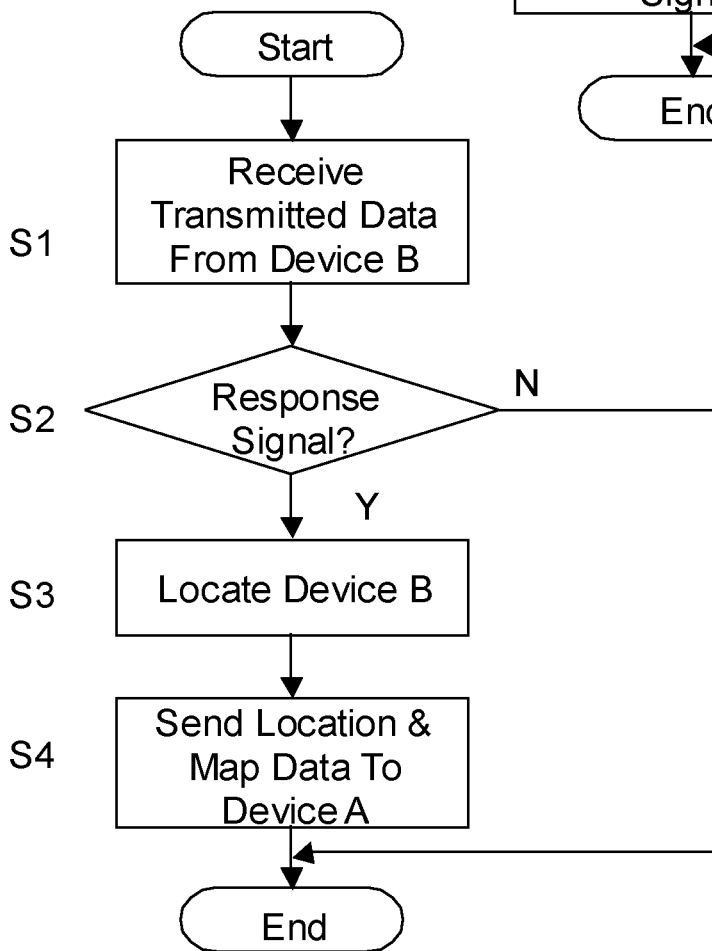 Start
Receive
Transmitted Data
From Device B
S1
Response
Signal?
S2
N
Y
Locate Device B
S3
Send Location &
Map Data To
Device A
S4
End